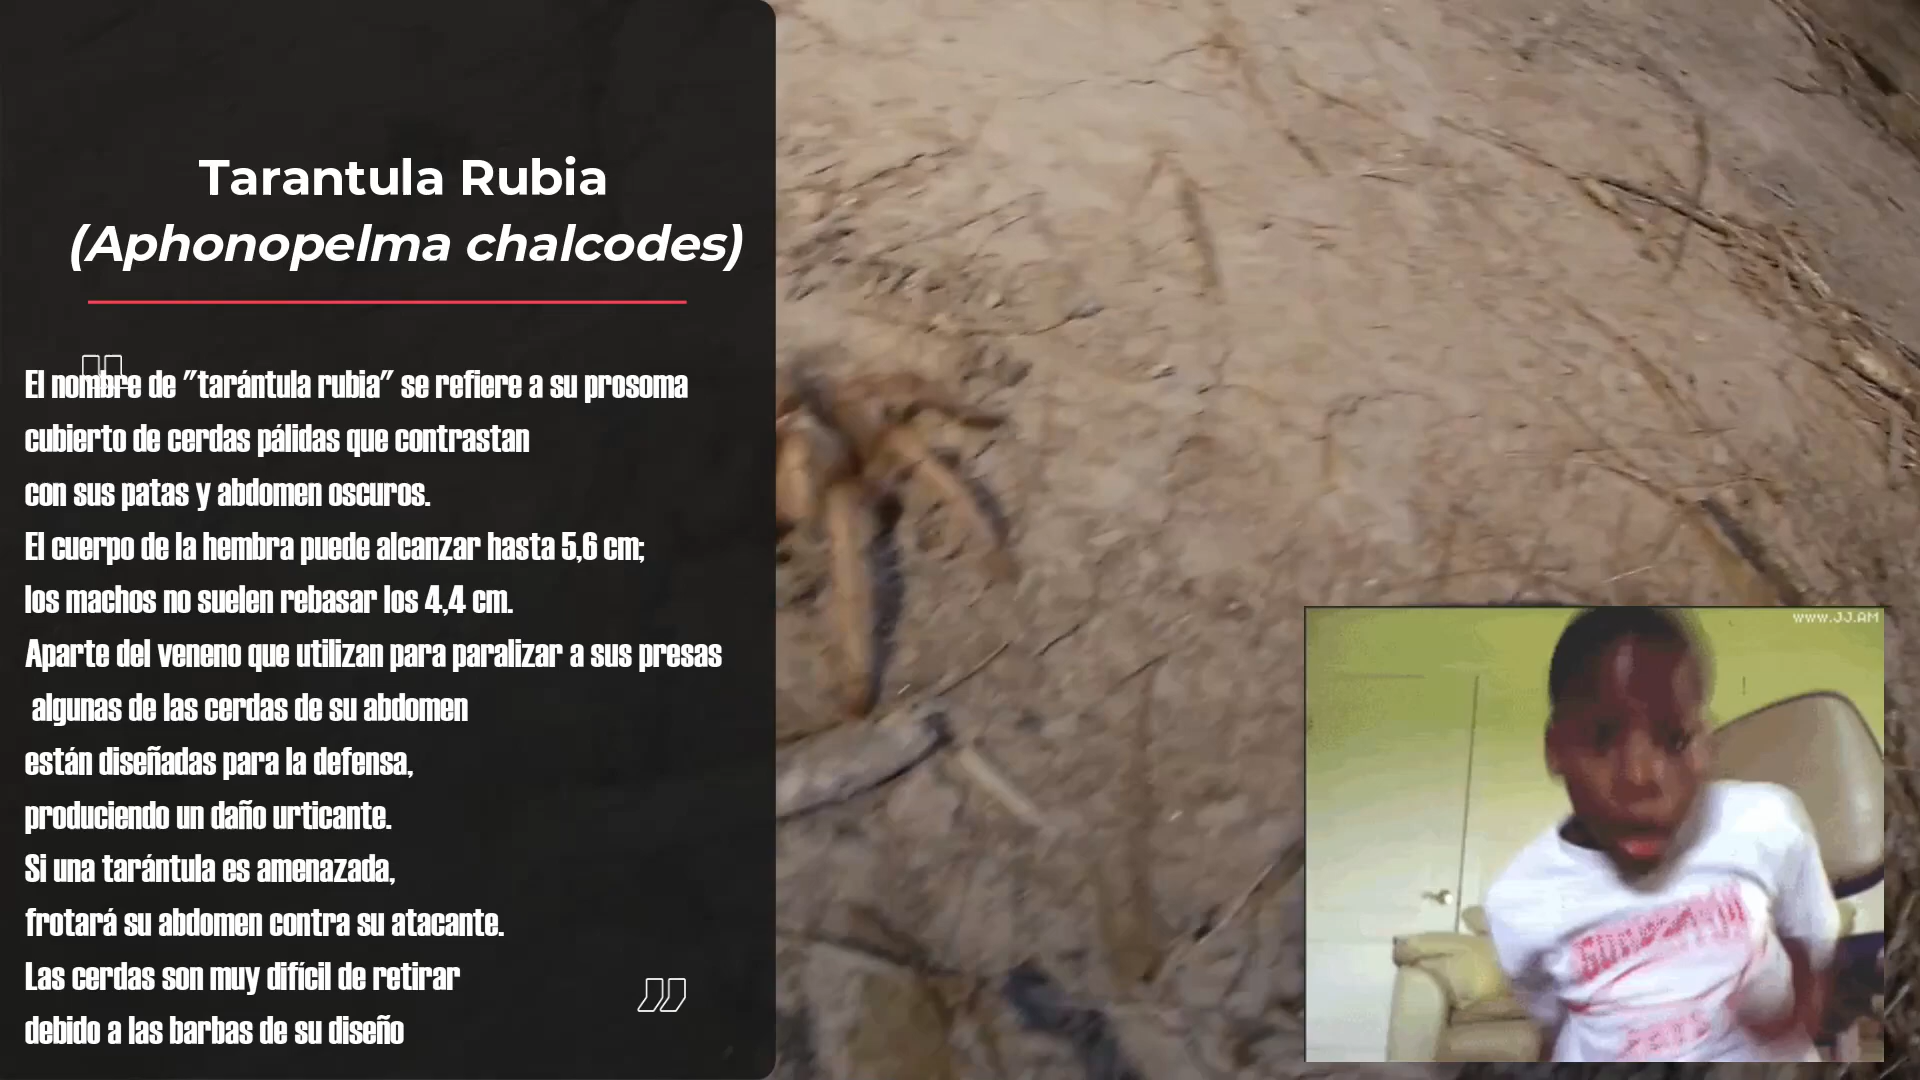 Tarantula Rubia
(Aphonopelma chalcodes)
El nombre de "tarántula rubia" se refiere a su prosoma
cubierto de cerdas pálidas que contrastan
con sus patas y abdomen oscuros.
El cuerpo de la hembra puede alcanzar hasta 5,6 cm;
los machos no suelen rebasar los 4,4 cm.
Aparte del veneno que utilizan para paralizar a sus presas
algunas de las cerdas de su abdomen
están diseñadas para la defensa,
produciendo un daño urticante.
Si una tarántula es amenazada,
frotará su abdomen contra su atacante.
Las cerdas son muy difícil de retirar
debido a las barbas de su diseño
www.JJ.AM